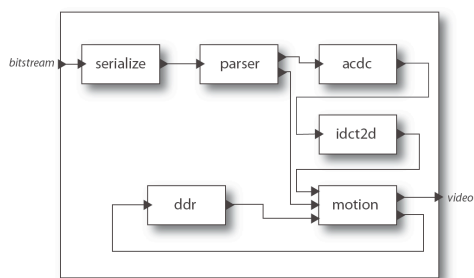 bitstream
serialize
parser
acdc
idct2d
ddr
motion
video